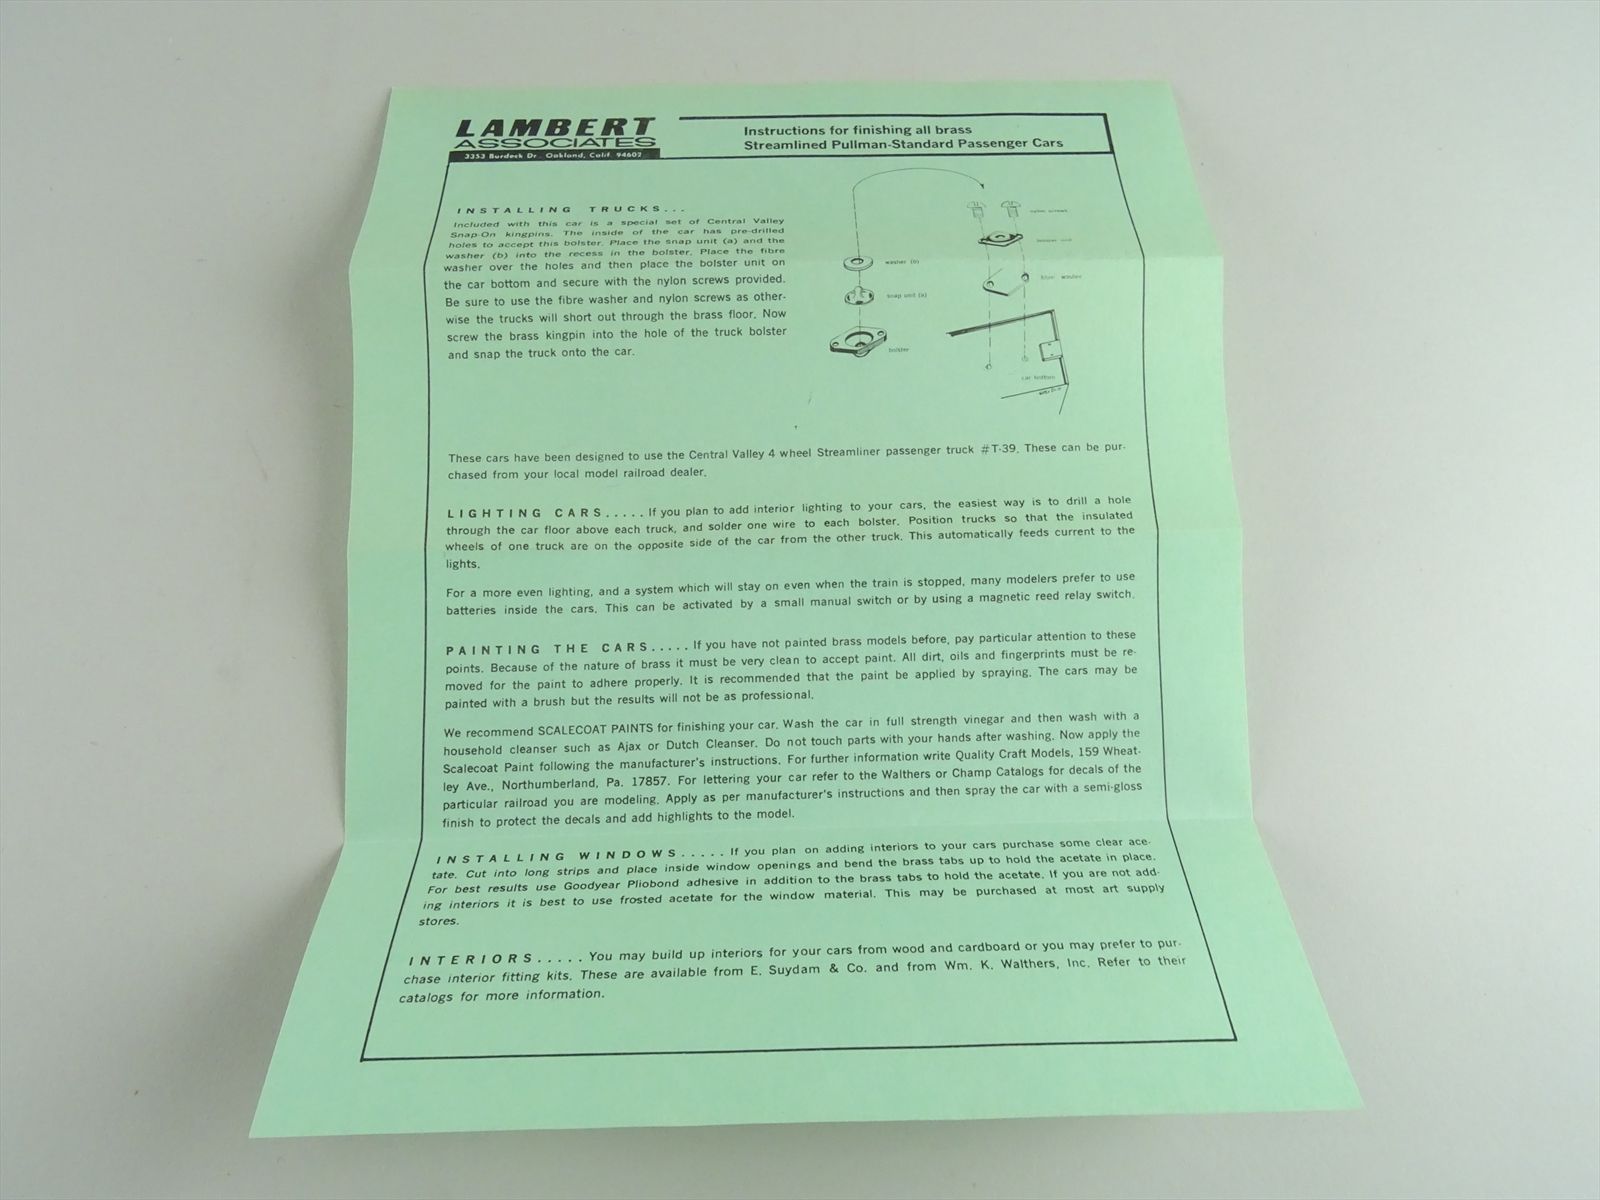 LAMBERT
ASSOCIATES
3353 Burdeck Dr., Oakland, Calif. 94602
Instructions for finishing all brass
Streamlined Pullman-Standard Passenger Cars
INSTALLING TRUCKS...
Included with this car is a special set of Central Valley
Snap-On kingpins. The inside of the car has pre-drilled
holes to accept this bolster. Place the snap unit (a) and the
washer (b) into the recess in the bolster. Place the fibre
washer over the holes and then place the bolster unit on
the car bottom and secure with the nylon screws provided.
Be sure to use the fibre washer and nylon screws as other-
wise the trucks will short out through the brass floor. Now
screw the brass kingpin into the hole of the truck bolster
and snap the truck onto the car.
nylon screws
bolster unit
washer (b)
fibre washer
snap unit (a)
bolster
car bottom
These cars have been designed to use the Central Valley 4 wheel Streamliner passenger truck #T-39. These can be pur-
chased from your local model railroad dealer.
LIGHTING CARS.....If you plan to add interior lighting to your cars, the easiest way is to drill a hole
through the car floor above each truck, and solder one wire to each bolster. Position trucks so that the insulated
wheels of one truck are on the opposite side of the car from the other truck. This automatically feeds current to the
lights.
For a more even lighting, and a system which will stay on even when the train is stopped, many modelers prefer to use
batteries inside the cars. This can be activated by a small manual switch or by using a magnetic reed relay switch.
PAINTING THE CARS.....If you have not painted brass models before, pay particular attention to these
points. Because of the nature of brass it must be very clean to accept paint. All dirt, oils and fingerprints must be re-
moved for the paint to adhere properly. It is recommended that the paint be applied by spraying. The cars may be
painted with a brush but the results will not be as professional.
We recommend SCALECOAT PAINTS for finishing your car. Wash the car in full strength vinegar and then wash with a
household cleanser such as Ajax or Dutch Cleanser. Do not touch parts with your hands after washing. Now apply the
Scalecoat Paint following the manufacturer's instructions. For further information write Quality Craft Models, 159 Wheat-
ley Ave., Northumberland, Pa. 17857. For lettering your car refer to the Walthers or Champ Catalogs for decals of the
particular railroad you are modeling. Apply as per manufacturer's instructions and then spray the car with a semi-gloss
finish to protect the decals and add highlights to the model.
INSTALLING WINDOWS.....If you plan on adding interiors to your cars purchase some clear ace-
tate. Cut into long strips and place inside window openings and bend the brass tabs up to hold the acetate in place.
For best results use Goodyear Pliobond adhesive in addition to the brass tabs to hold the acetate. If you are not add-
ing interiors it is best to use frosted acetate for the window material. This may be purchased at most art supply
stores.
INTERIORS.....You may build up interiors for your cars from wood and cardboard or you may prefer to pur-
chase interior fitting kits. These are available from E. Suydam & Co. and from Wm. K. Walthers, Inc. Refer to their
catalogs for more information.